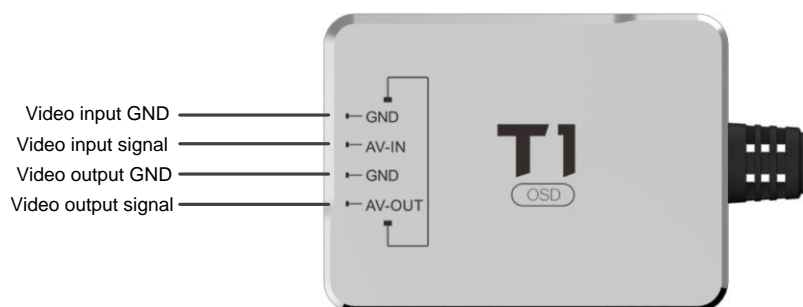 Video input GND
Video input signal
Video output GND
Video output signal
GND
AV-IN
GND
AV-OUT
T1
OSD